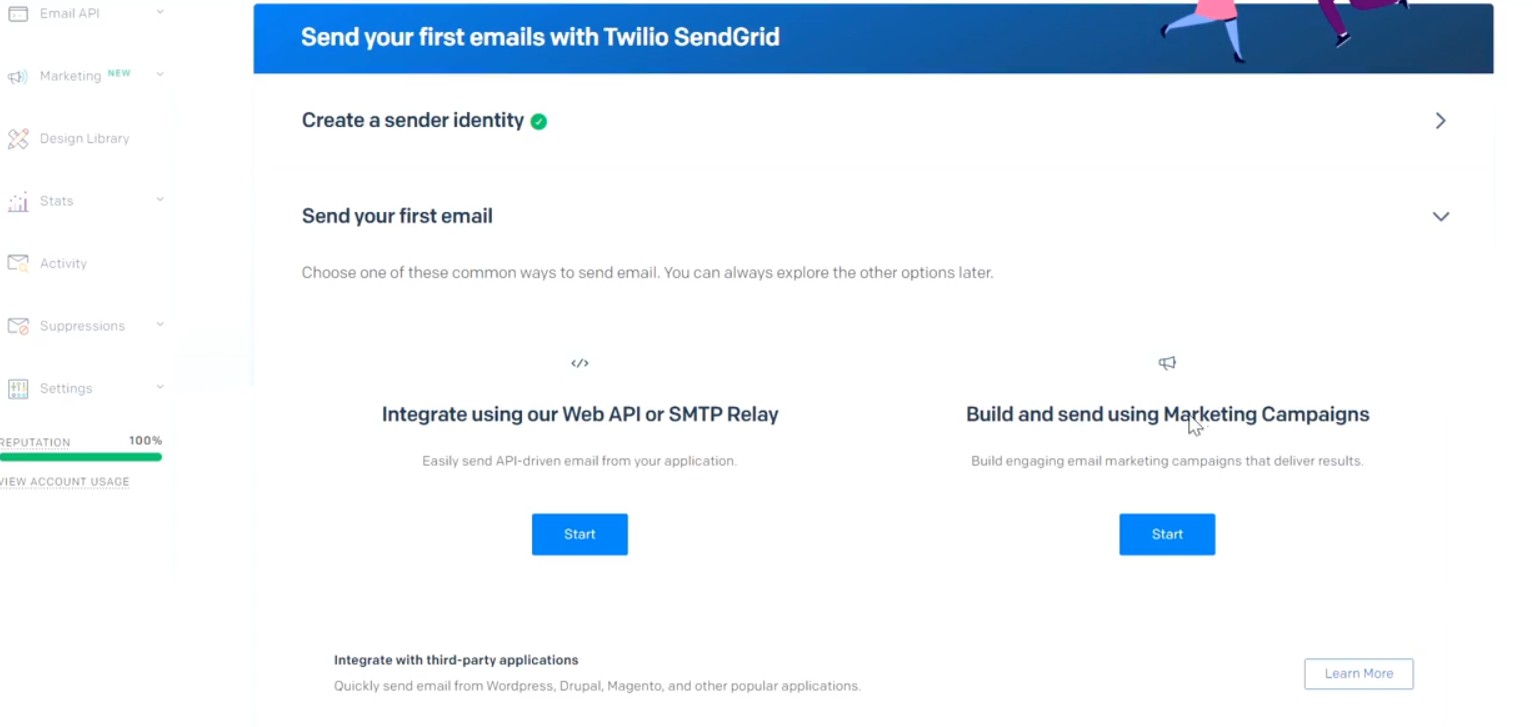 Email API
Marketing NEW
Design Library
Stats
Activity
Suppressions
Settings
REPUTATION 100%
VIEW ACCOUNT USAGE
Send your first emails with Twilio SendGrid
Create a sender identity
Send your first email
Choose one of these common ways to send email. You can always explore the other options later.
</>
Integrate using our Web API or SMTP Relay
Easily send API-driven email from your application.
Start
Build and send using Marketing Campaigns
Build engaging email marketing campaigns that deliver results.
Start
Integrate with third-party applications
Quickly send email from Wordpress, Drupal, Magento, and other popular applications.
Learn More